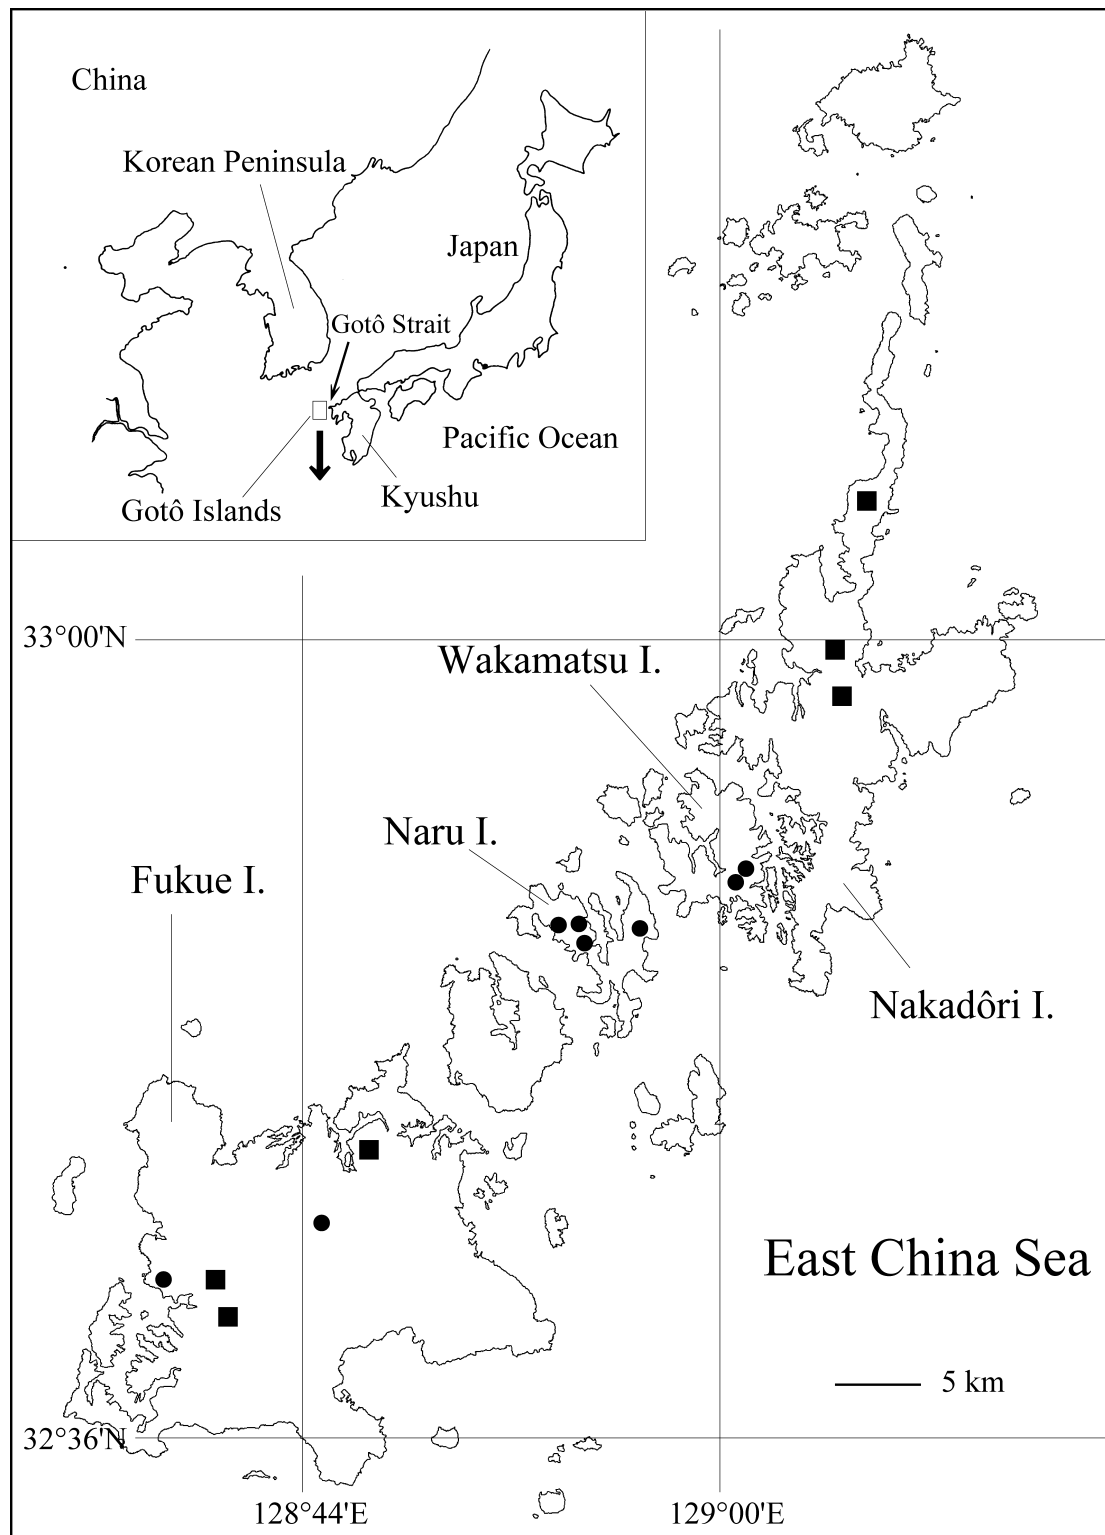 China
Korean Peninsula
Japan
Gotô Strait
Pacific Ocean
Kyushu
Gotô Islands
33°00'N
Wakamatsu I.
Naru I.
Fukue I.
Nakadôri I.
East China Sea
5 km
32°36'N
128°44'E
129°00'E